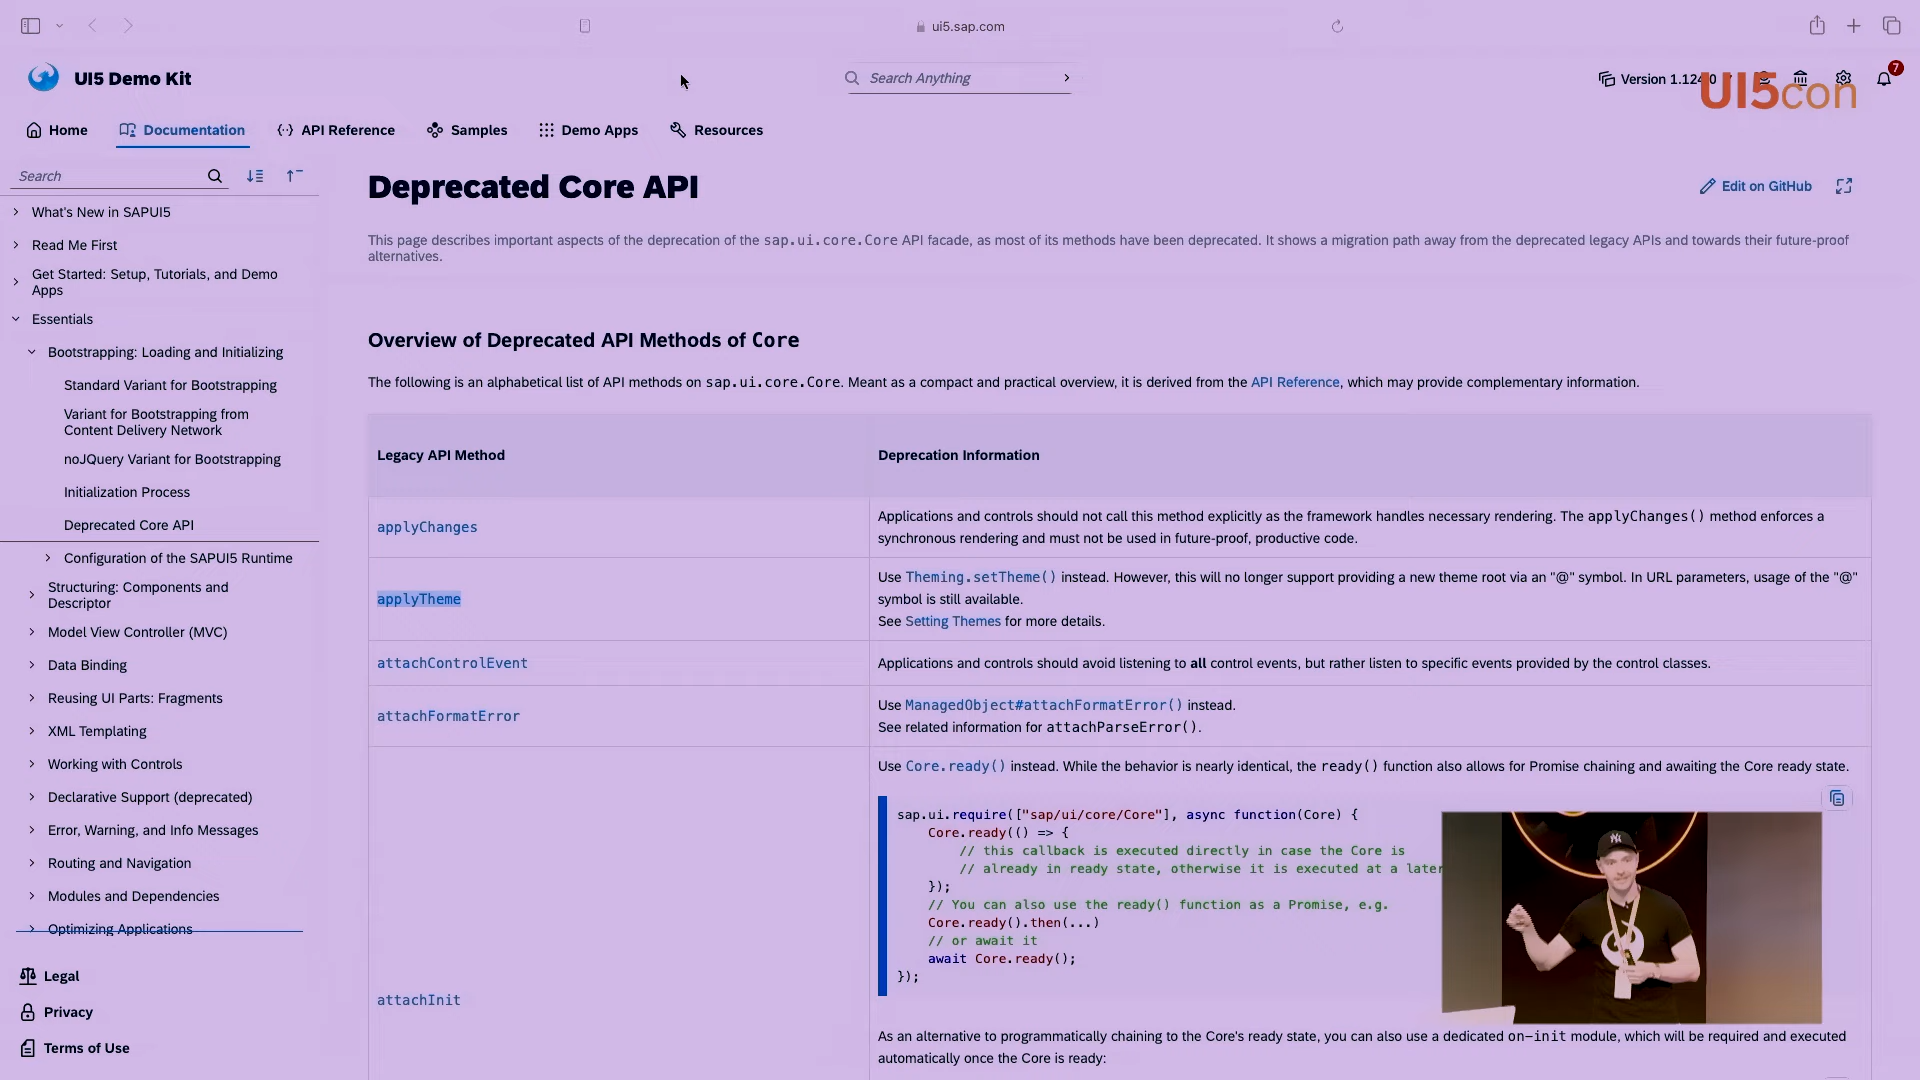 ui5.sap.com
UI5 Demo Kit
Search Anything
Version 1.124.0
7
UI5con
Home
Documentation
API Reference
Samples
Demo Apps
Resources
Search
What's New in SAPUI5
Read Me First
Get Started: Setup, Tutorials, and Demo
Apps
Essentials
Bootstrapping: Loading and Initializing
Standard Variant for Bootstrapping
Variant for Bootstrapping from
Content Delivery Network
noJQuery Variant for Bootstrapping
Initialization Process
Deprecated Core API
Configuration of the SAPUI5 Runtime
Structuring: Components and
Descriptor
Model View Controller (MVC)
Data Binding
Reusing UI Parts: Fragments
XML Templating
Working with Controls
Declarative Support (deprecated)
Error, Warning, and Info Messages
Routing and Navigation
Modules and Dependencies
Optimizing Applications
Legal
Privacy
Terms of Use
Deprecated Core API
Edit on GitHub
This page describes important aspects of the deprecation of the sap.ui.core.Core API facade, as most of its methods have been deprecated. It shows a migration path away from the deprecated legacy APIs and towards their future-proof
alternatives.
Overview of Deprecated API Methods of Core
The following is an alphabetical list of API methods on sap.ui.core.Core. Meant as a compact and practical overview, it is derived from the API Reference, which may provide complementary information.
Legacy API Method
Deprecation Information
applyChanges
Applications and controls should not call this method explicitly as the framework handles necessary rendering. The applyChanges() method enforces a
synchronous rendering and must not be used in future-proof, productive code.
applyTheme
Use Theming.setTheme() instead. However, this will no longer support providing a new theme root via an "@" symbol. In URL parameters, usage of the "@"
symbol is still available.
See Setting Themes for more details.
attachControlEvent
Applications and controls should avoid listening to all control events, but rather listen to specific events provided by the control classes.
attachFormatError
Use ManagedObject#attachFormatError() instead.
See related information for attachParseError().
attachInit
Use Core.ready() instead. While the behavior is nearly identical, the ready() function also allows for Promise chaining and awaiting the Core ready state.
sap.ui.require(["sap/ui/core/Core"], async function(Core) {
Core.ready(() => {
// this callback is executed directly in case the Core is
// already in ready state, otherwise it is executed at a later
});
// You can also use the ready() function as a Promise, e.g.
Core.ready().then(...)
// or await it
await Core.ready();
});
As an alternative to programmatically chaining to the Core's ready state, you can also use a dedicated on-init module, which will be required and executed
automatically once the Core is ready: